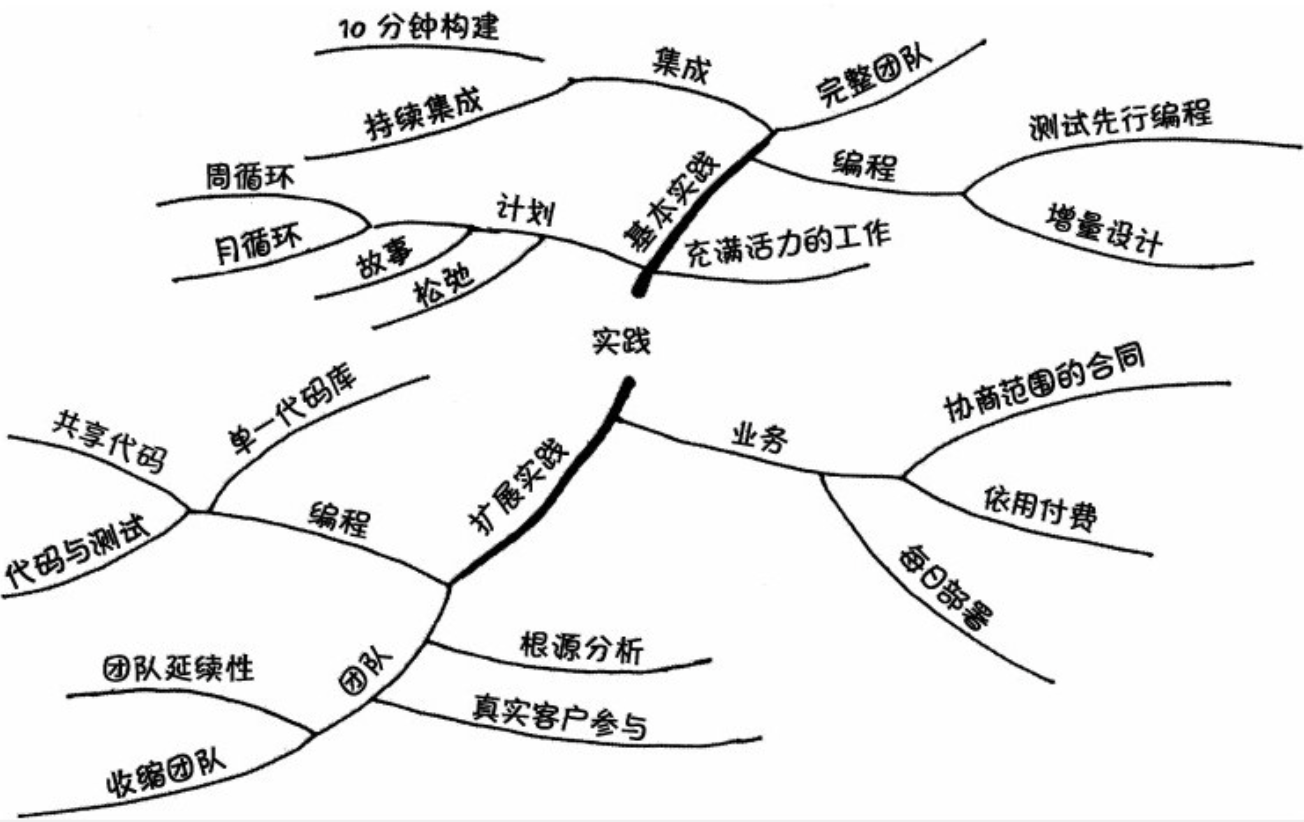 10 分钟构建
集成
持续集成
完整团队
测试先行编程
编程
增量设计
基本实践
充满活力的工作
周循环
月循环
计划
故事
松弛
实践
协商范围的合同
业务
依用付费
每日部署
扩展实践
单一代码库
共享代码
编程
代码与测试
团队
根源分析
真实客户参与
团队延续性
收缩团队